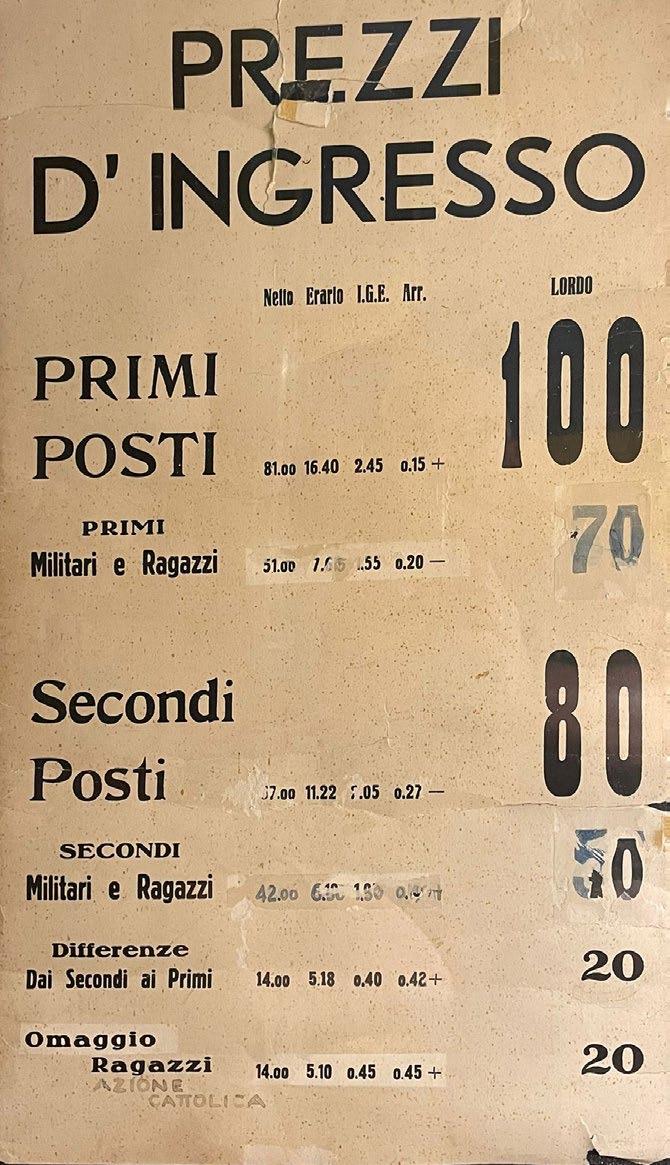 PREZZI
D'INGRESSO
Netto Erario I.G.E. Arr. LORDO
PRIMI
POSTI 81.00 16.40 2.45 0.15 + 100
PRIMI
Militari e Ragazzi 51.00 .55 0.20 — 70
Secondi
Posti 11.22 .05 0.27 — 80
SECONDI
Militari e Ragazzi 42.00 50
Differenze
Dai Secondi ai Primi 14.00 5.18 0.40 0.42+ 20
Omaggio
Ragazzi 14.00 5.10 0.45 0.45 + 20
AZIONE
CATTOLICA